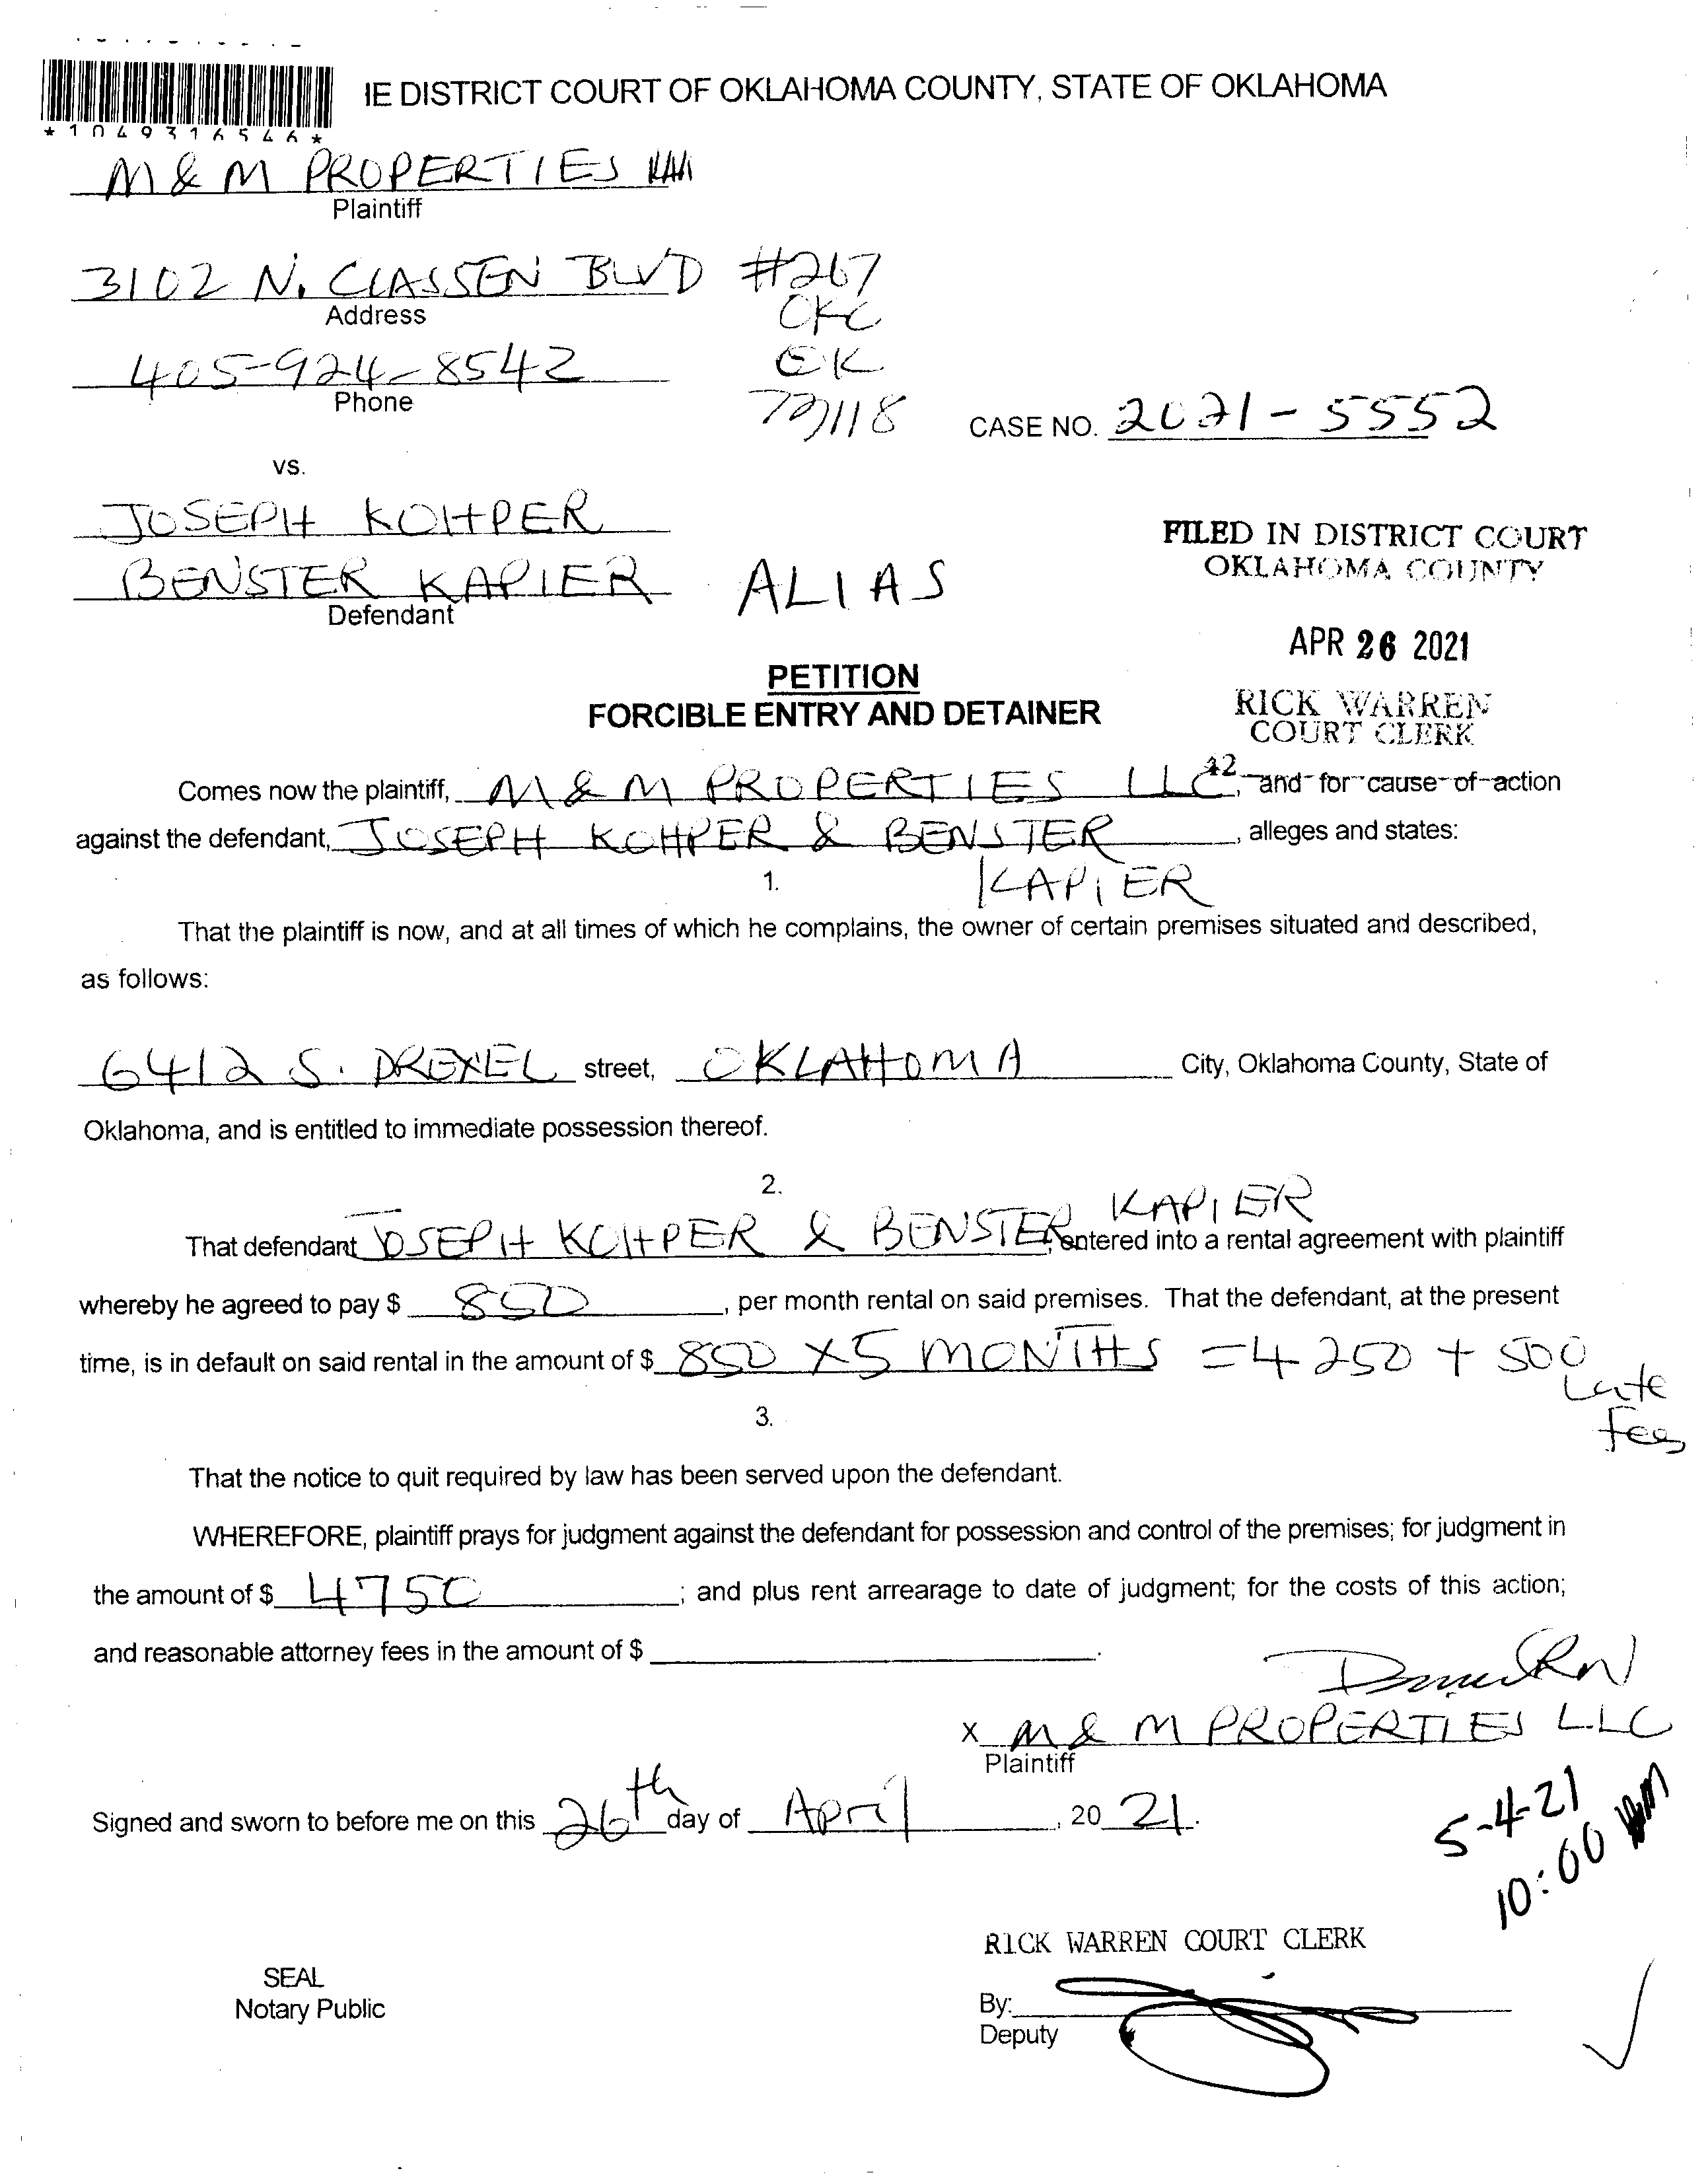 IE DISTRICT COURT OF OKLAHOMA COUNTY, STATE OF OKLAHOMA
*1049316546*
M & M PROPERTIES
Plaintiff
3102 N. CLASSEN BLVD #267
Address
OKC
405-924-8542
Phone
OK
73118
CASE NO. 2021-5552
vs.
JOSEPH KOHPER
BENSTER KAPIER ALIAS
Defendant
FILED IN DISTRICT COURT
OKLAHOMA COUNTY
APR 26 2021
RICK WARREN
COURT CLERK
PETITION
FORCIBLE ENTRY AND DETAINER
42
Comes now the plaintiff, M & M PROPERTIES LLC, and for cause of action
against the defendant, JOSEPH KOHPER & BENSTER, alleges and states:
KAPIER
1.
That the plaintiff is now, and at all times of which he complains, the owner of certain premises situated and described,
as follows:
6412 S. DREXEL street, OKLAHOMA City, Oklahoma County, State of
Oklahoma, and is entitled to immediate possession thereof.
2.
KAPIER
That defendant JOSEPH KOHPER & BENSTER, entered into a rental agreement with plaintiff
whereby he agreed to pay $ 850, per month rental on said premises. That the defendant, at the present
time, is in default on said rental in the amount of $ 850 X 5 MONTHS = 4250 + 500
Late
Fees
3.
That the notice to quit required by law has been served upon the defendant.
WHEREFORE, plaintiff prays for judgment against the defendant for possession and control of the premises; for judgment in
the amount of $ 4750; and plus rent arrearage to date of judgment; for the costs of this action;
and reasonable attorney fees in the amount of $.
X M & M PROPERTIES LLC
Plaintiff
Signed and sworn to before me on this 26th day of April, 2021.
5-4-21
10:00
RICK WARREN COURT CLERK
SEAL
Notary Public
By:
Deputy